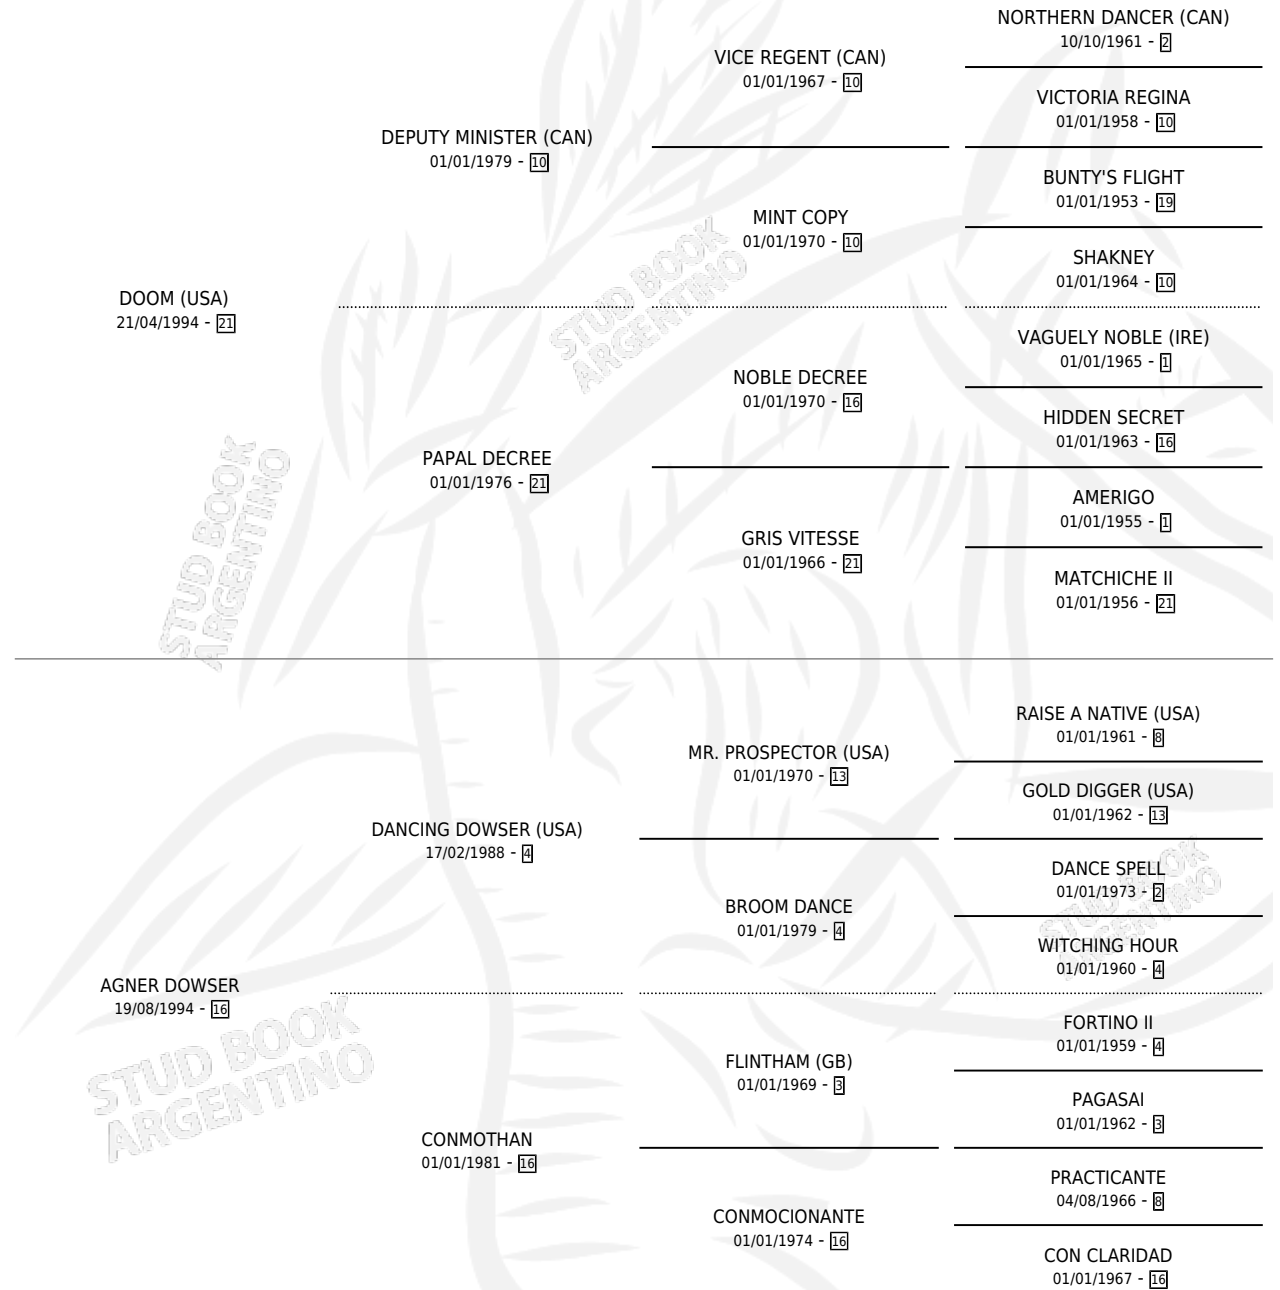 NORTHERN DANCER (CAN)
10/10/1961 - 2
VICE REGENT (CAN)
01/01/1967 - 10
VICTORIA REGINA
01/01/1958 - 10
DEPUTY MINISTER (CAN)
01/01/1979 - 10
BUNTY'S FLIGHT
01/01/1953 - 19
MINT COPY
01/01/1970 - 10
SHAKNEY
01/01/1964 - 10
DOOM (USA)
21/04/1994 - 21
STUD BOOK
ARGENTINO
VAGUELY NOBLE (IRE)
01/01/1965 - 1
NOBLE DECREE
01/01/1970 - 16
HIDDEN SECRET
01/01/1963 - 16
PAPAL DECREE
01/01/1976 - 21
AMERIGO
01/01/1955 - 1
GRIS VITESSE
01/01/1966 - 21
MATCHICHE II
01/01/1956 - 21
STUD BOOK
ARGENTINO
RAISE A NATIVE (USA)
01/01/1961 - 8
MR. PROSPECTOR (USA)
01/01/1970 - 13
GOLD DIGGER (USA)
01/01/1962 - 13
DANCING DOWSER (USA)
17/02/1988 - 4
DANCE SPELL
01/01/1973 - 2
BROOM DANCE
01/01/1979 - 4
STUD BOOK
ARGENTINO
WITCHING HOUR
01/01/1960 - 4
AGNER DOWSER
19/08/1994 - 16
FORTINO II
01/01/1959 - 4
FLINTHAM (GB)
01/01/1969 - 3
STUD BOOK
ARGENTINO
PAGASAI
01/01/1962 - 3
CONMOTHAN
01/01/1981 - 16
PRACTICANTE
04/08/1966 - 8
CONMOCIONANTE
01/01/1974 - 16
CON CLARIDAD
01/01/1967 - 16